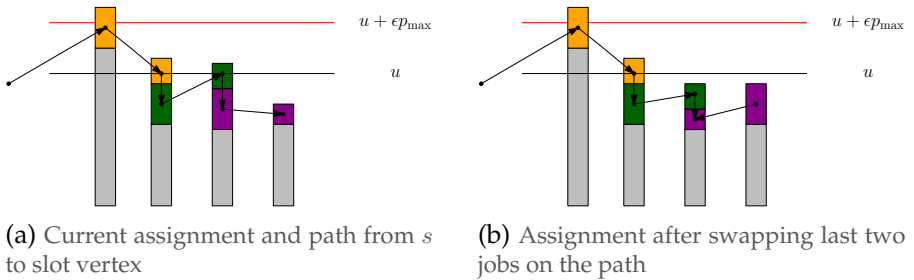 u + ϵp_max
u
(a) Current assignment and path from s
to slot vertex
u + ϵp_max
u
(b) Assignment after swapping last two
jobs on the path